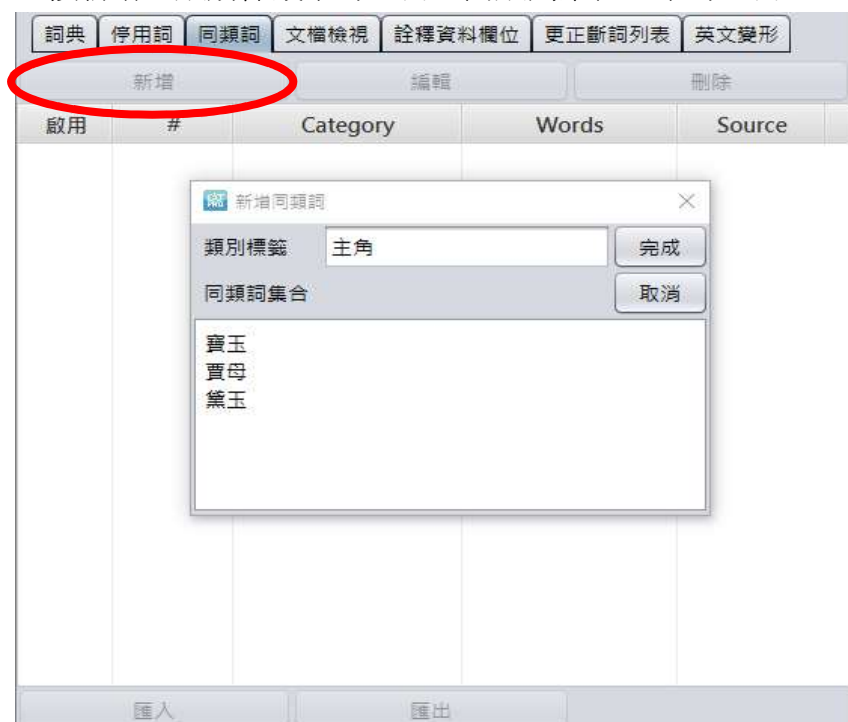 詞典 停用詞 同類詞 文檔檢視 詮釋資料欄位 更正斷詞列表 英文變形
新增 編輯 刪除
啟用 # Category Words Source
新增同類詞
類別標籤 主角 完成
同類詞集合 取消
寶玉
賈母
黛玉
匯入 匯出